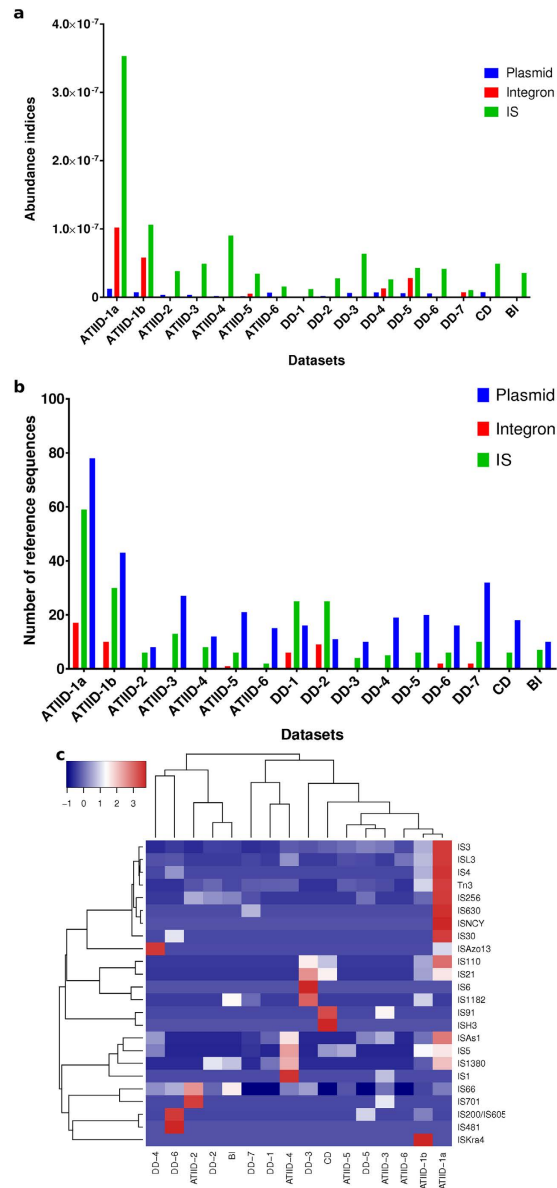 a
4.0×10⁻⁷
3.0×10⁻⁷
2.0×10⁻⁷
1.0×10⁻⁷
0
Abundance indices
Plasmid
Integron
IS
ATIID-1a
ATIID-1b
ATIID-2
ATIID-3
ATIID-4
ATIID-5
ATIID-6
DD-1
DD-2
DD-3
DD-4
DD-5
DD-6
DD-7
CD
BI
Datasets
b
100
80
60
40
20
0
Number of reference sequences
Plasmid
Integron
IS
ATIID-1a
ATIID-1b
ATIID-2
ATIID-3
ATIID-4
ATIID-5
ATIID-6
DD-1
DD-2
DD-3
DD-4
DD-5
DD-6
DD-7
CD
BI
Datasets
c
−1 0 1 2 3
IS3
ISL3
IS4
Tn3
IS256
IS630
ISNCY
IS30
ISAzo13
IS110
IS21
IS6
IS1182
IS91
ISH3
ISAs1
IS5
IS1380
IS1
IS66
IS701
IS200/IS605
IS481
ISKra4
DD−4
DD−6
ATIID−2
DD−2
BI
DD−7
DD−1
ATIID−4
DD−3
CD
ATIID−5
DD−5
ATIID−3
ATIID−6
ATIID−1b
ATIID−1a